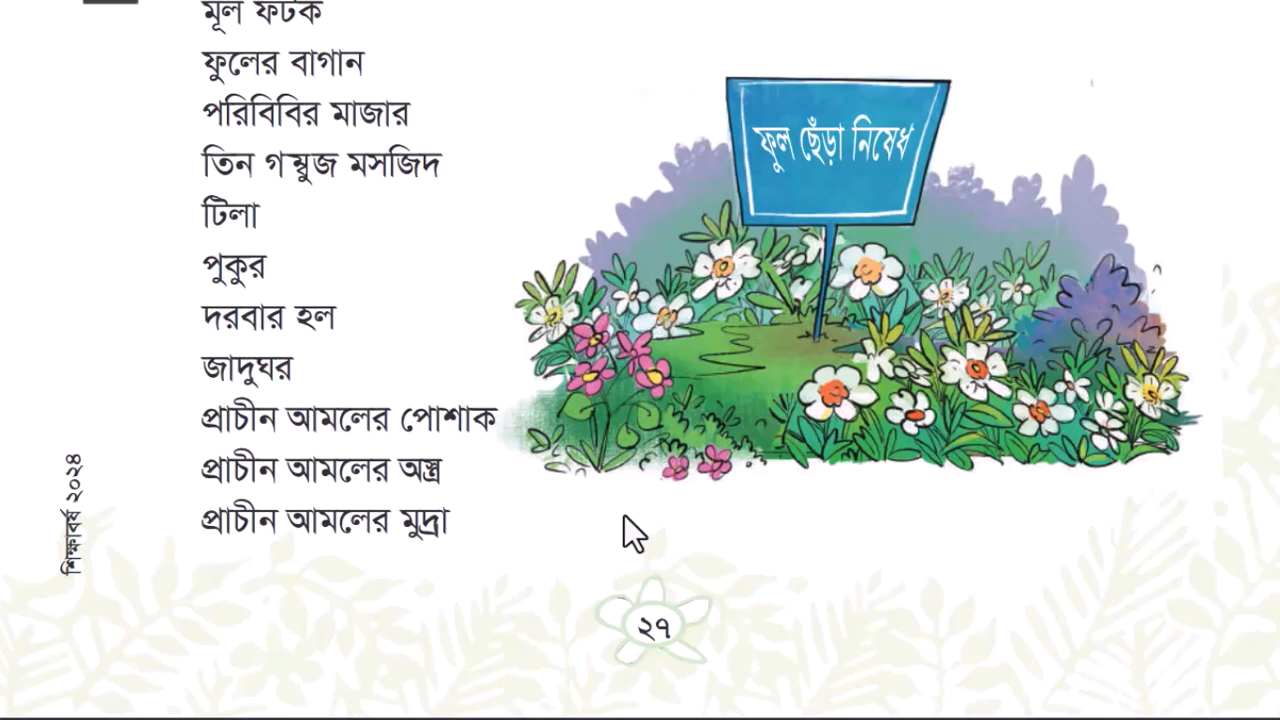 মূল ফটক
ফুলের বাগান
পরিবিবির মাজার
তিন গম্বুজ মসজিদ
টিলা
পুকুর
দরবার হল
জাদুঘর
প্রাচীন আমলের পোশাক
প্রাচীন আমলের অস্ত্র
প্রাচীন আমলের মুদ্রা
ফুল ছেঁড়া নিষেধ
শিক্ষাবর্ষ ২০২৪
২৭